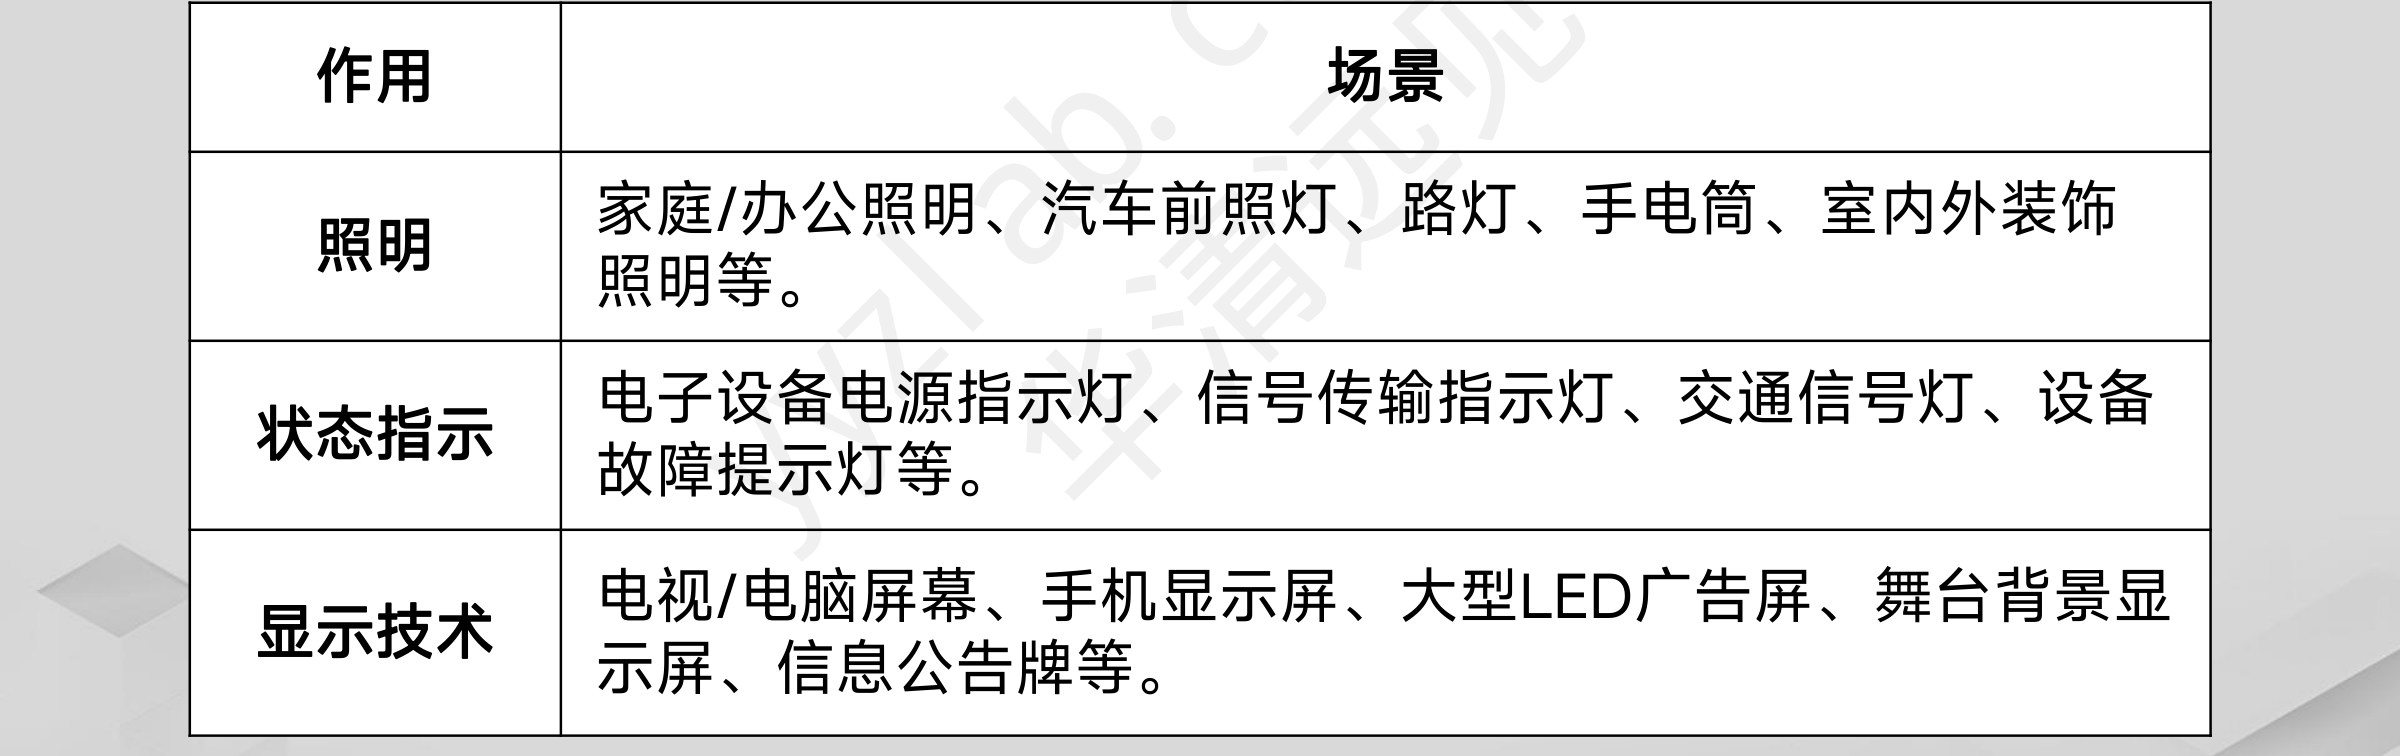 作用
场景
照明
家庭/办公照明、汽车前照灯、路灯、手电筒、室内外装饰
照明等。
状态指示
电子设备电源指示灯、信号传输指示灯、交通信号灯、设备
故障提示灯等。
显示技术
电视/电脑屏幕、手机显示屏、大型LED广告屏、舞台背景显
示屏、信息公告牌等。
yyzlab.c
华清远见